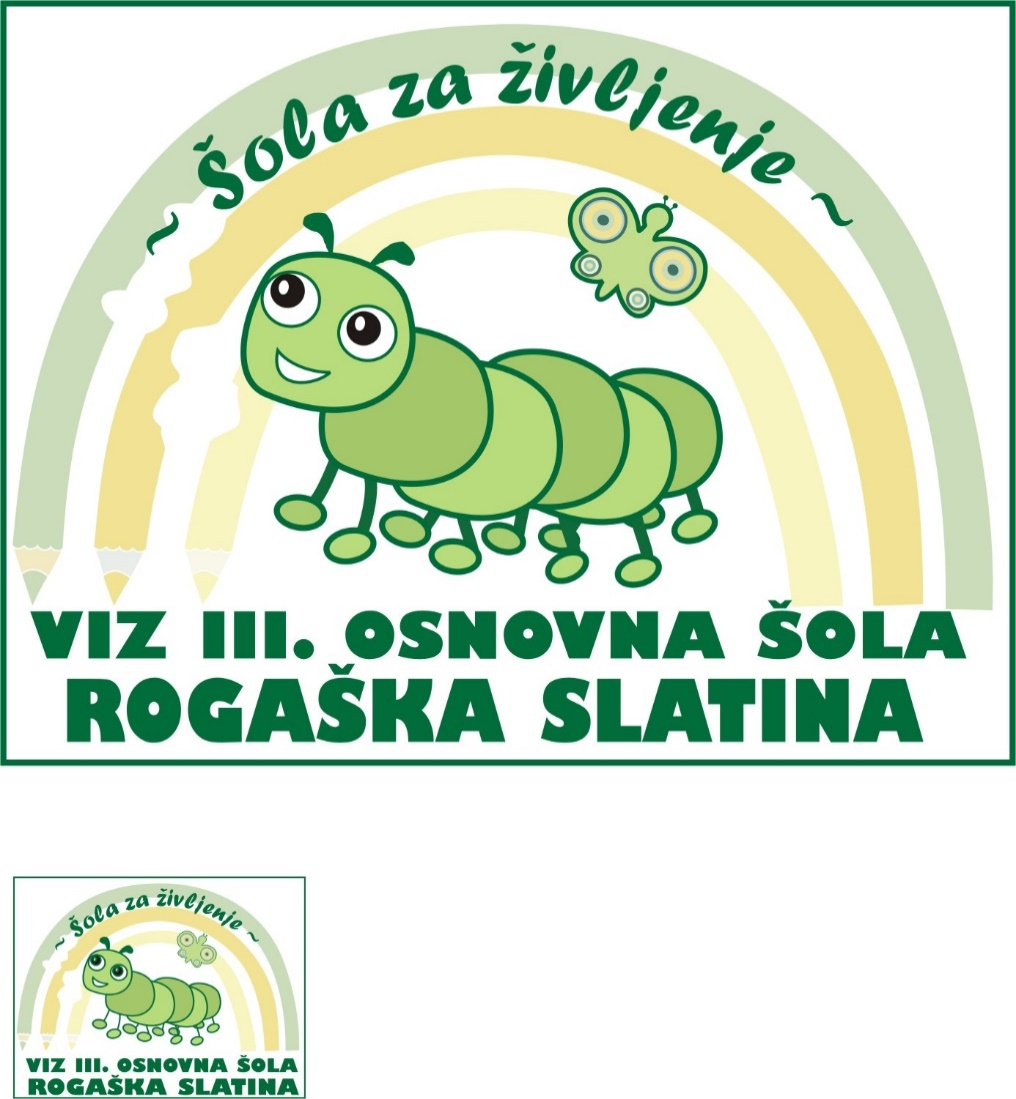 ~ Šola za življenje ~
VIZ III. OSNOVNA ŠOLA
ROGAŠKA SLATINA
~ Šola za življenje ~
VIZ III. OSNOVNA ŠOLA
ROGAŠKA SLATINA